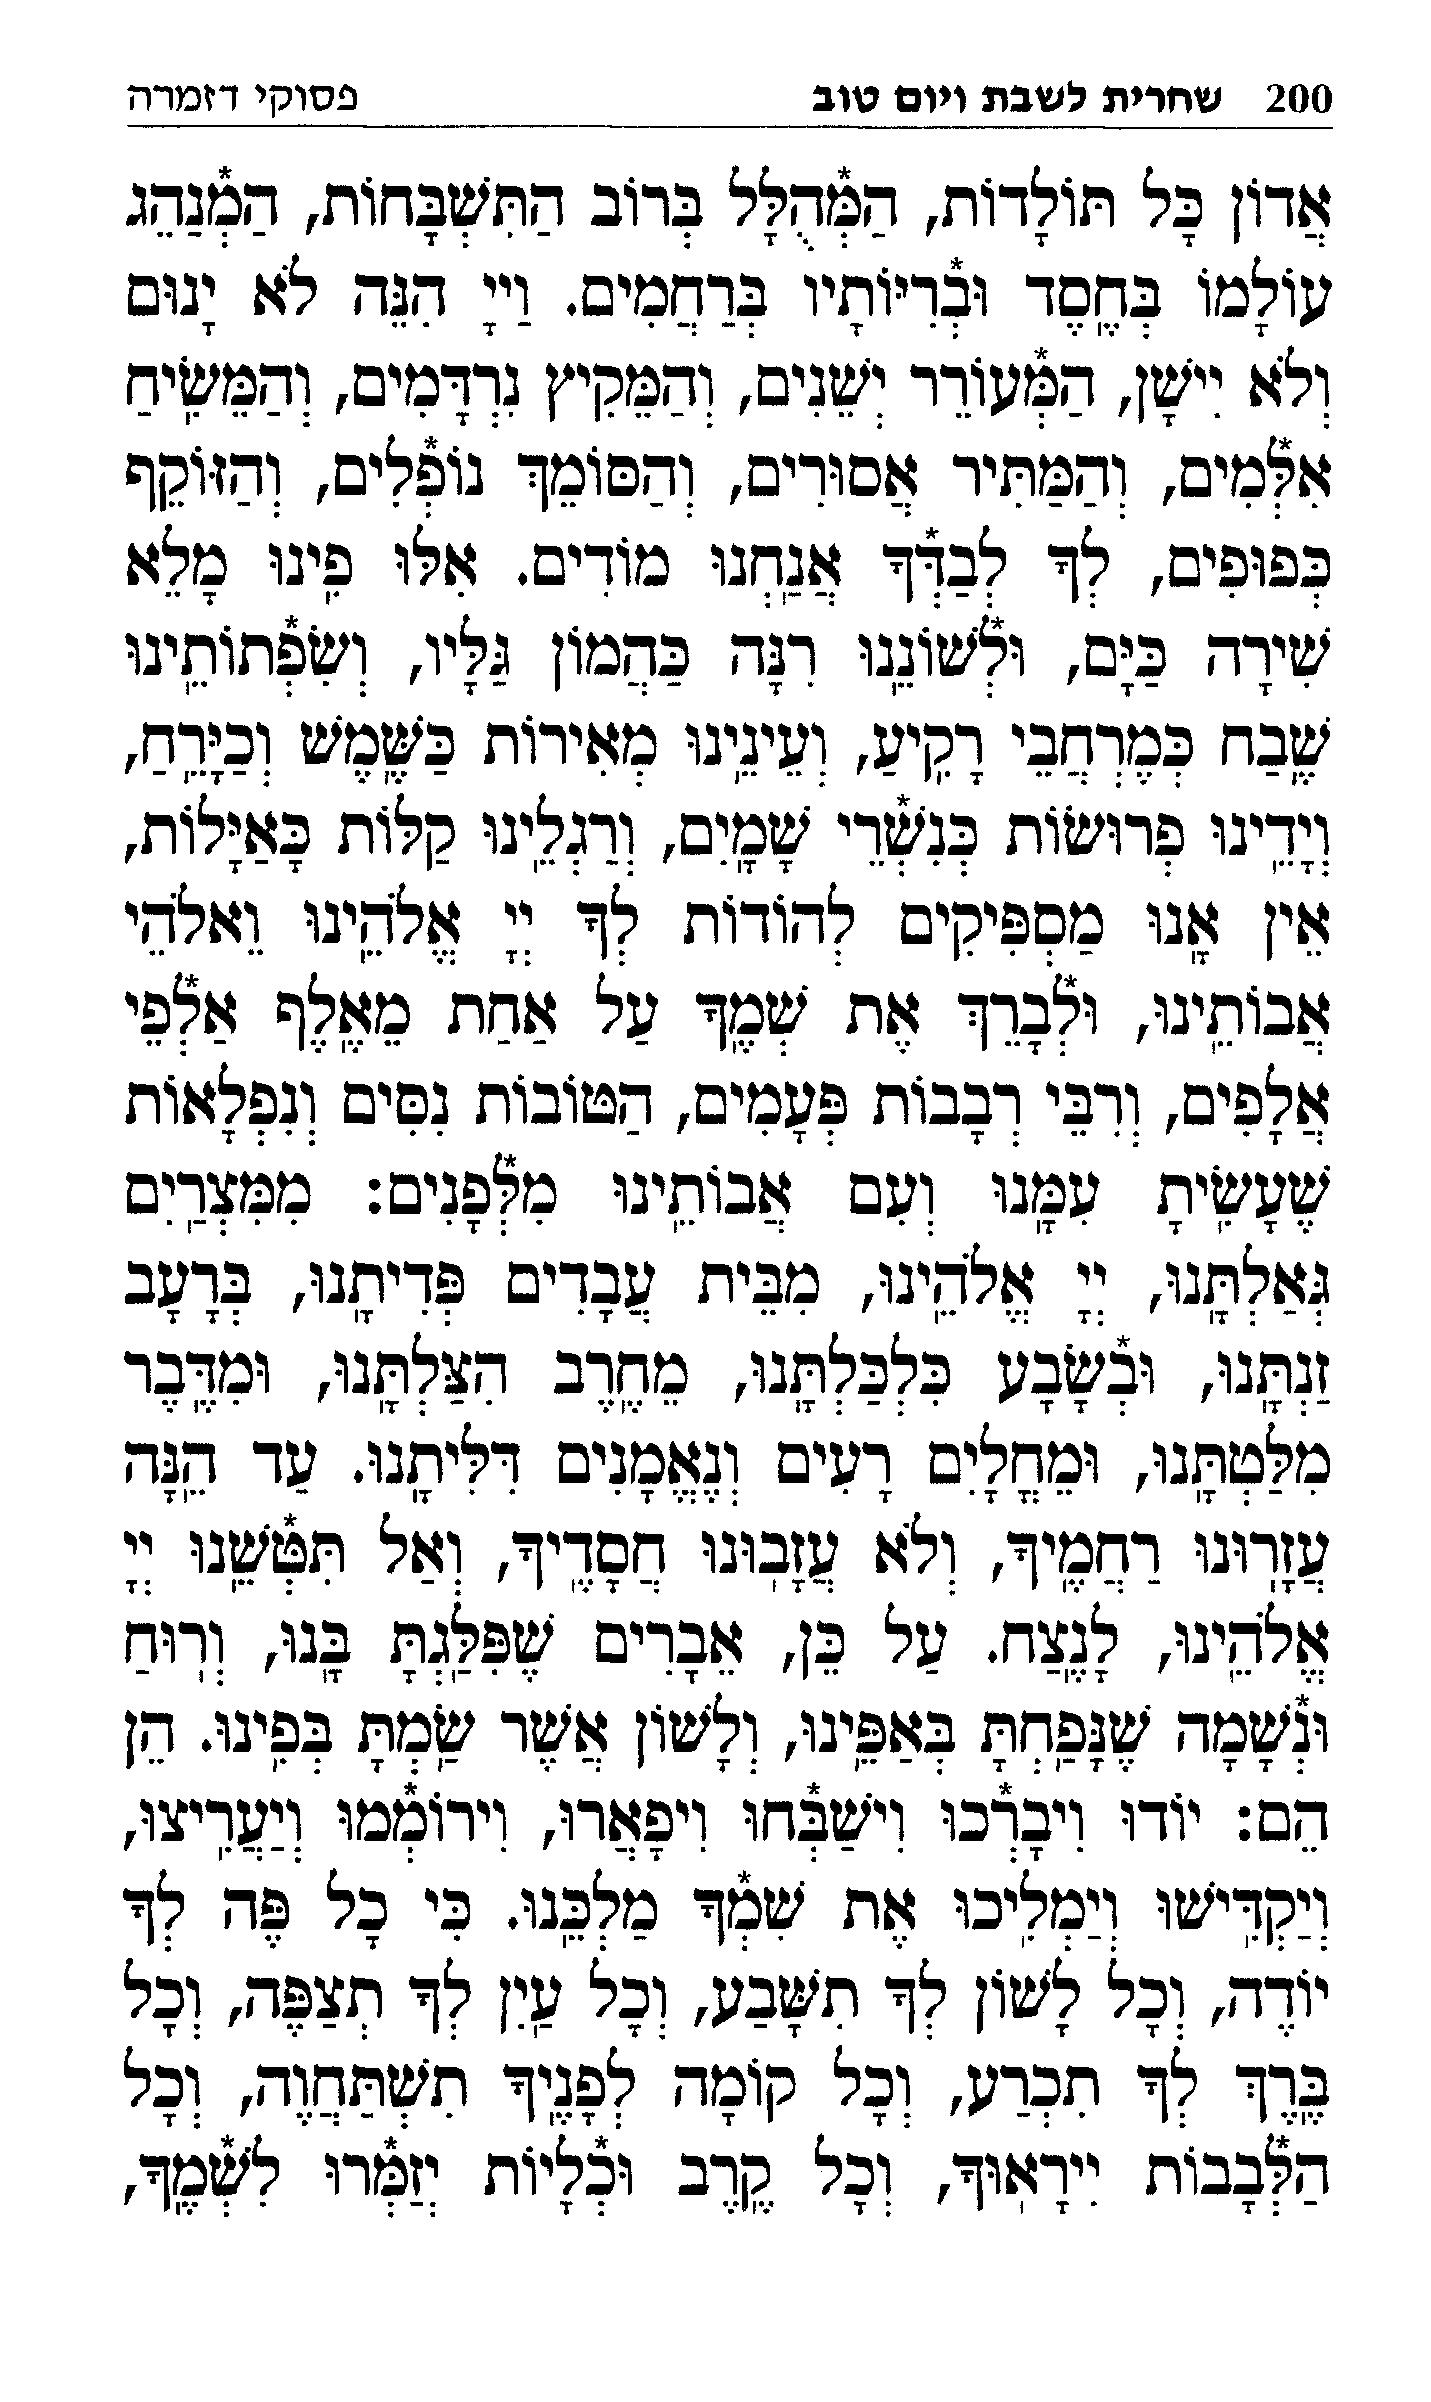 200 שחרית לשבת ויום טוב פסוקי דזמרה
אֲדוֹן כָּל תּוֹלָדוֹת, הַמְּ֯הֻלָּל בְּרוֹב הַתִּשְׁבָּחוֹת, הַמְ֯נַהֵג
עוֹלָמוֹ בְּחֶֽסֶד וּבְ֯רִיּוֹתָיו בְּרַחֲמִים. וַייָ הִנֵּה לֹא יָנוּם
וְלֹא יִישָׁן, הַמְּ֯עוֹרֵר יְשֵׁנִים, וְהַמֵּקִיץ נִרְדָּמִים, וְהַמֵּשִֽׂיחַ
אִלְּ֯מִים, וְהַמַּתִּיר אֲסוּרִים, וְהַסּוֹמֵךְ נוֹפְ֯לִים, וְהַזּוֹקֵף
כְּפוּפִים, לְךָ לְבַדְּ֯ךָ אֲנַֽחְנוּ מוֹדִים. אִלּוּ פִֽינוּ מָלֵא
שִׁירָה כַּיָּם, וּלְ֯שׁוֹנֵֽנוּ רִנָּה כַּהֲמוֹן גַּלָּיו, וְשִׂפְ֯תוֹתֵֽינוּ
שֶֽׁבַח כְּמֶרְחֲבֵי רָקִֽיעַ, וְעֵינֵֽינוּ מְאִירוֹת כַּשֶּֽׁמֶשׁ וְכַיָּרֵֽחַ,
וְיָדֵֽינוּ פְרוּשׂוֹת כְּנִשְׁ֯רֵי שָׁמָֽיִם, וְרַגְלֵֽינוּ קַלּוֹת כָּאַיָּלוֹת,
אֵין אָֽנוּ מַסְפִּיקִים לְהוֹדוֹת לְךָ יְיָ אֱלֹהֵֽינוּ וֵאלֹהֵי
אֲבוֹתֵֽינוּ, וּלְ֯בָרֵךְ אֶת שְׁמֶֽךָ עַל אַחַת מֵאֶֽלֶף אַלְ֯פֵי
אֲלָפִים, וְרִבֵּי רְבָבוֹת פְּעָמִים, הַטּוֹבוֹת נִסִּים וְנִפְלָאוֹת
שֶׁעָשִֽׂיתָ עִמָּֽנוּ וְעִם אֲבוֹתֵֽינוּ מִלְּ֯פָנִים: מִמִּצְרַֽיִם
גְּאַלְתָּֽנוּ, יְיָ אֱלֹהֵֽינוּ, מִבֵּית עֲבָדִים פְּדִיתָֽנוּ, בְּרָעָב
זַנְתָּֽנוּ, וּבְ֯שָׂבָע כִּלְכַּלְתָּֽנוּ, מֵחֶֽרֶב הִצַּלְתָּֽנוּ, וּמִדֶּֽבֶר
מִלַּטְתָּֽנוּ, וּמֵחֳלָיִם רָעִים וְנֶאֱמָנִים דִּלִּיתָֽנוּ. עַד הֵֽנָּה
עֲזָרֽוּנוּ רַחֲמֶֽיךָ, וְלֹא עֲזָבֽוּנוּ חֲסָדֶֽיךָ, וְאַל תִּטְּ֯שֵֽׁנוּ יְיָ
אֱלֹהֵֽינוּ, לָנֶֽצַח. עַל כֵּן, אֵבָרִים שֶׁפִּלַּֽגְתָּ בָּֽנוּ, וְרֽוּחַ
וּנְ֯שָׁמָה שֶׁנָּפַֽחְתָּ בְּאַפֵּֽינוּ, וְלָשׁוֹן אֲשֶׁר שַֽׂמְתָּ בְּפִֽינוּ. הֵן
הֵם: יוֹדוּ וִיבָרְ֯כוּ וִישַׁבְּ֯חוּ וִיפָאֲרוּ, וִירוֹמְ֯מוּ וְיַעֲרִֽיצוּ,
וְיַקְדִּֽישׁוּ וְיַמְלִֽיכוּ אֶת שִׁמְ֯ךָ מַלְכֵּֽנוּ. כִּי כָל פֶּה לְךָ
יוֹדֶה, וְכָל לָשׁוֹן לְךָ תִשָּׁבַע, וְכָל עַֽיִן לְךָ תְצַפֶּה, וְכָל
בֶּֽרֶךְ לְךָ תִכְרַע, וְכָל קוֹמָה לְפָנֶֽיךָ תִשְׁתַּחֲוֶה, וְכָל
הַלְּ֯בָבוֹת יִירָאֽוּךָ, וְכָל קֶֽרֶב וּכְ֯לָיוֹת יְזַמְּ֯רוּ לִשְׁ֯מֶֽךָ,